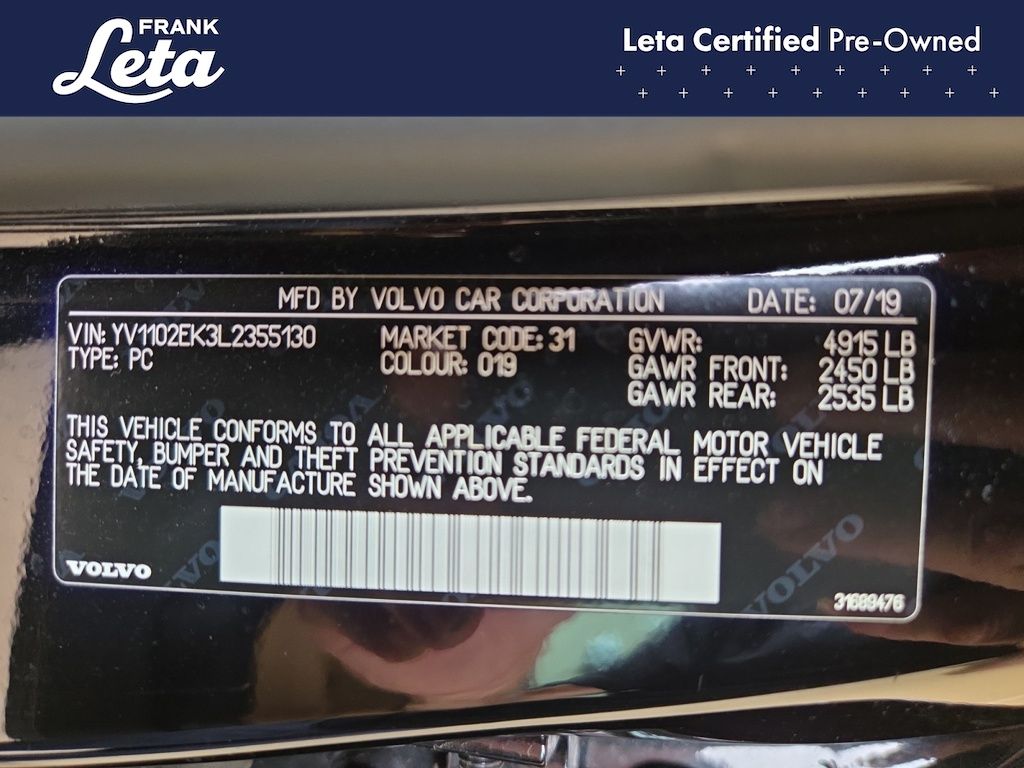 FRANK
Leta
Leta Certified Pre-Owned
MFD BY VOLVO CAR CORPORATION DATE: 07/19
VIN: YV1102EK3L2355130 MARKET CODE: 31 GVWR: 4915 LB
TYPE: PC COLOUR: 019 GAWR FRONT: 2450 LB
GAWR REAR: 2535 LB
THIS VEHICLE CONFORMS TO ALL APPLICABLE FEDERAL MOTOR VEHICLE
SAFETY, BUMPER AND THEFT PREVENTION STANDARDS IN EFFECT ON
THE DATE OF MANUFACTURE SHOWN ABOVE.
VOLVO
31689476